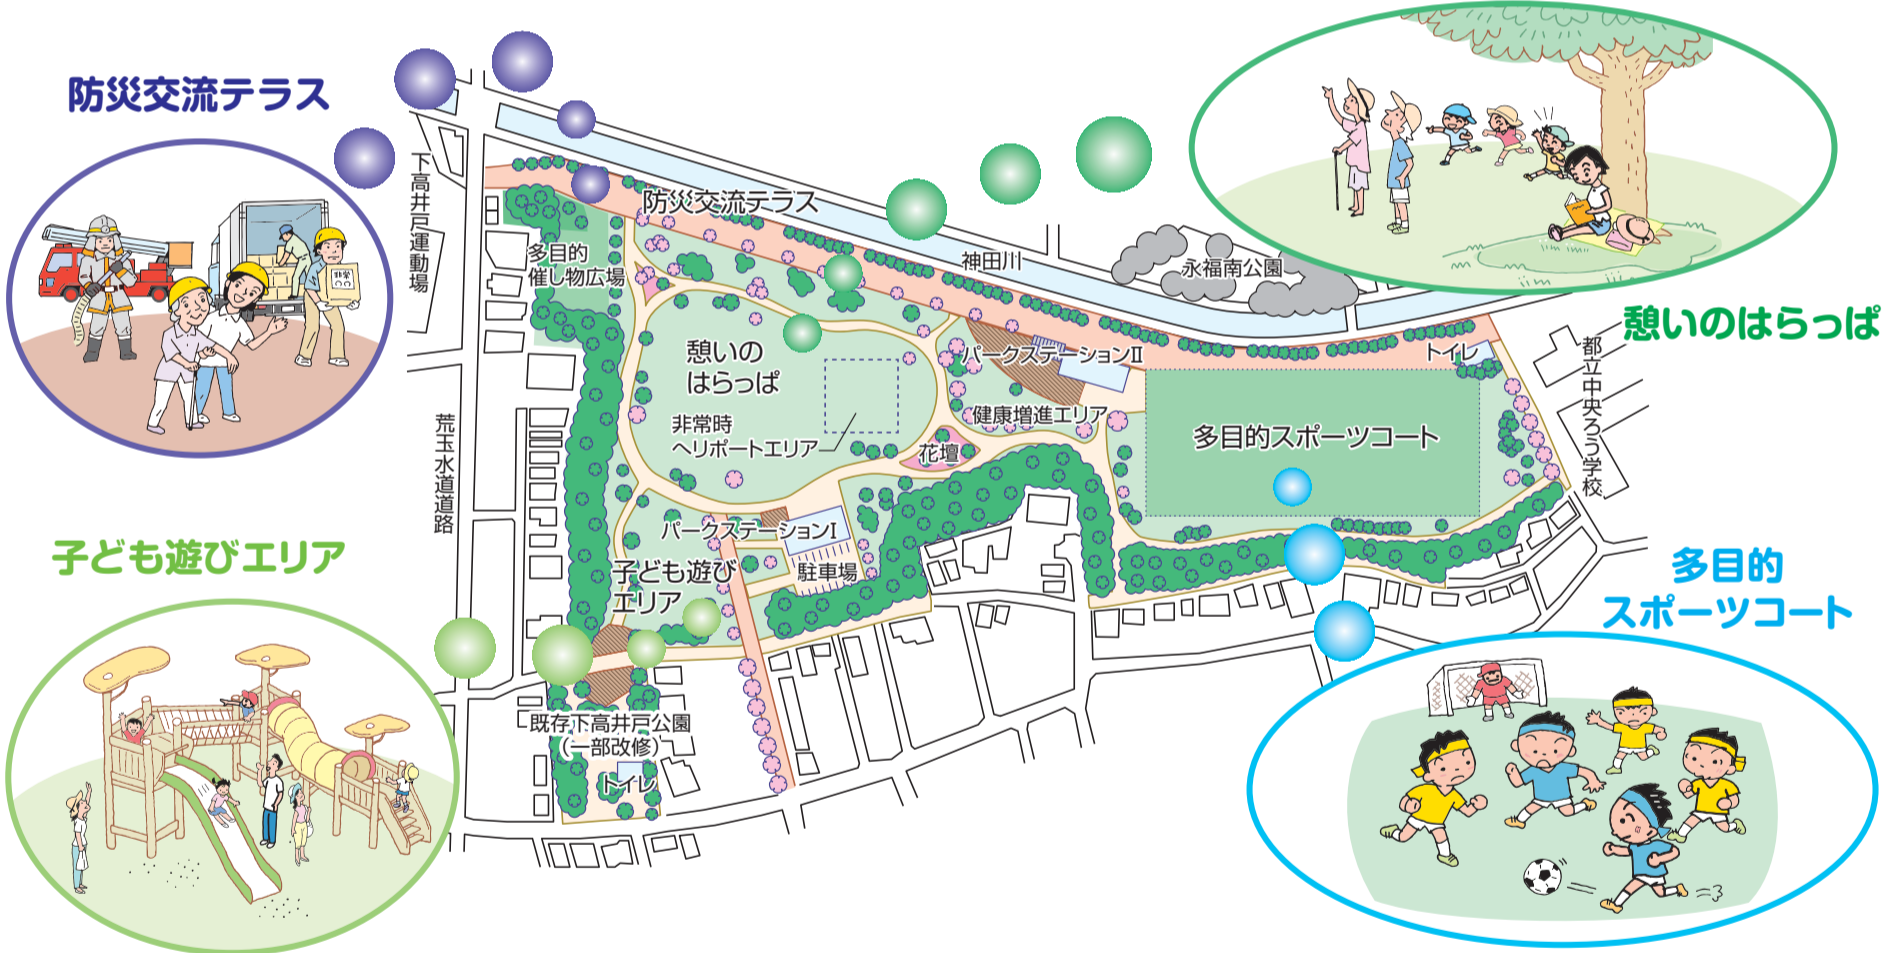 防災交流テラス
下高井戸運動場
防災交流テラス
多目的
催し物広場
神田川
永福南公園
憩いのはらっぱ
憩いの
はらっぱ
パークステーションⅡ
トイレ
都立中央ろう学校
非常時
ヘリポートエリア
健康増進エリア
花壇
多目的スポーツコート
荒玉水道道路
パークステーションⅠ
子ども遊び
エリア
駐車場
子ども遊びエリア
多目的
スポーツコート
既存下高井戸公園
（一部改修）
トイレ
非常